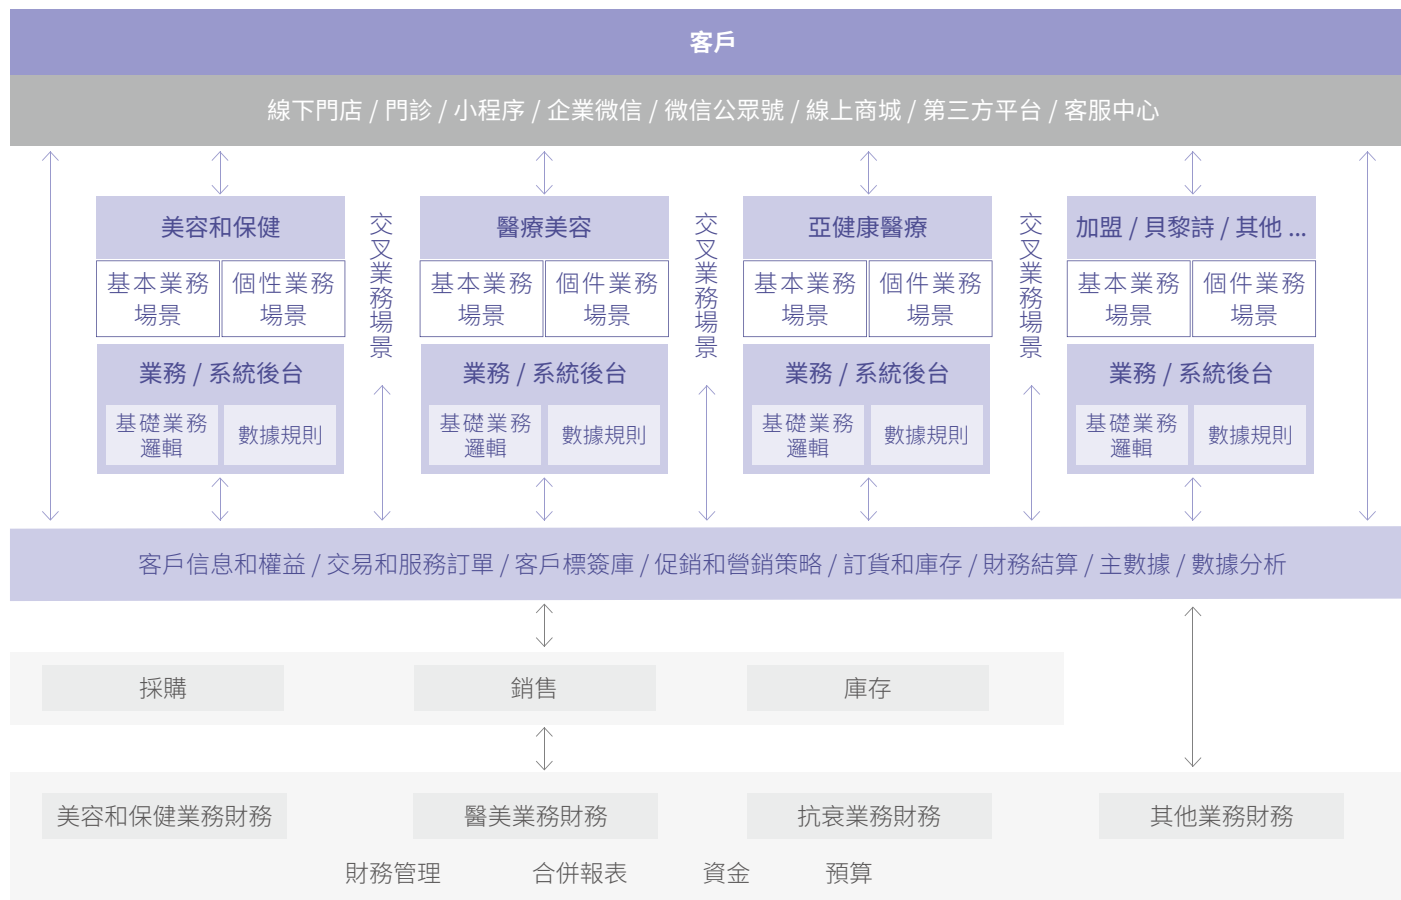 客戶
線下門店 / 門診 / 小程序 / 企業微信 / 微信公眾號 / 線上商城 / 第三方平台 / 客服中心
美容和保健
基本業務
場景
個性業務
場景
業務 / 系統後台
基礎業務
邏輯
數據規則
交叉業務場景
醫療美容
基本業務
場景
個件業務
場景
業務 / 系統後台
基礎業務
邏輯
數據規則
交叉業務場景
亞健康醫療
基本業務
場景
個件業務
場景
業務 / 系統後台
基礎業務
邏輯
數據規則
交叉業務場景
加盟 / 貝黎詩 / 其他 ...
基本業務
場景
個件業務
場景
業務 / 系統後台
基礎業務
邏輯
數據規則
客戶信息和權益 / 交易和服務訂單 / 客戶標簽庫 / 促銷和營銷策略 / 訂貨和庫存 / 財務結算 / 主數據 / 數據分析
採購
銷售
庫存
美容和保健業務財務
醫美業務財務
抗衰業務財務
其他業務財務
財務管理
合併報表
資金
預算